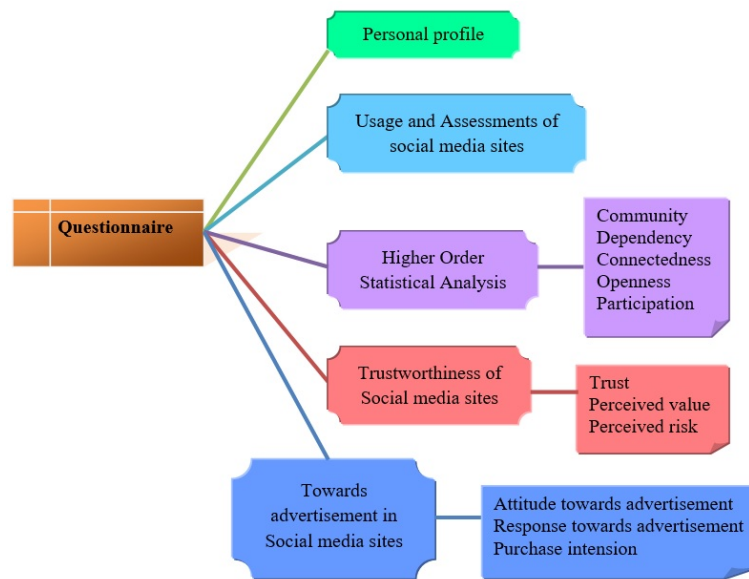 Personal profile
Usage and Assessments of
social media sites
Questionnaire
Higher Order
Statistical Analysis
Community
Dependency
Connectedness
Openness
Participation
Trustworthiness of
Social media sites
Trust
Perceived value
Perceived risk
Towards
advertisement in
Social media sites
Attitude towards advertisement
Response towards advertisement
Purchase intension